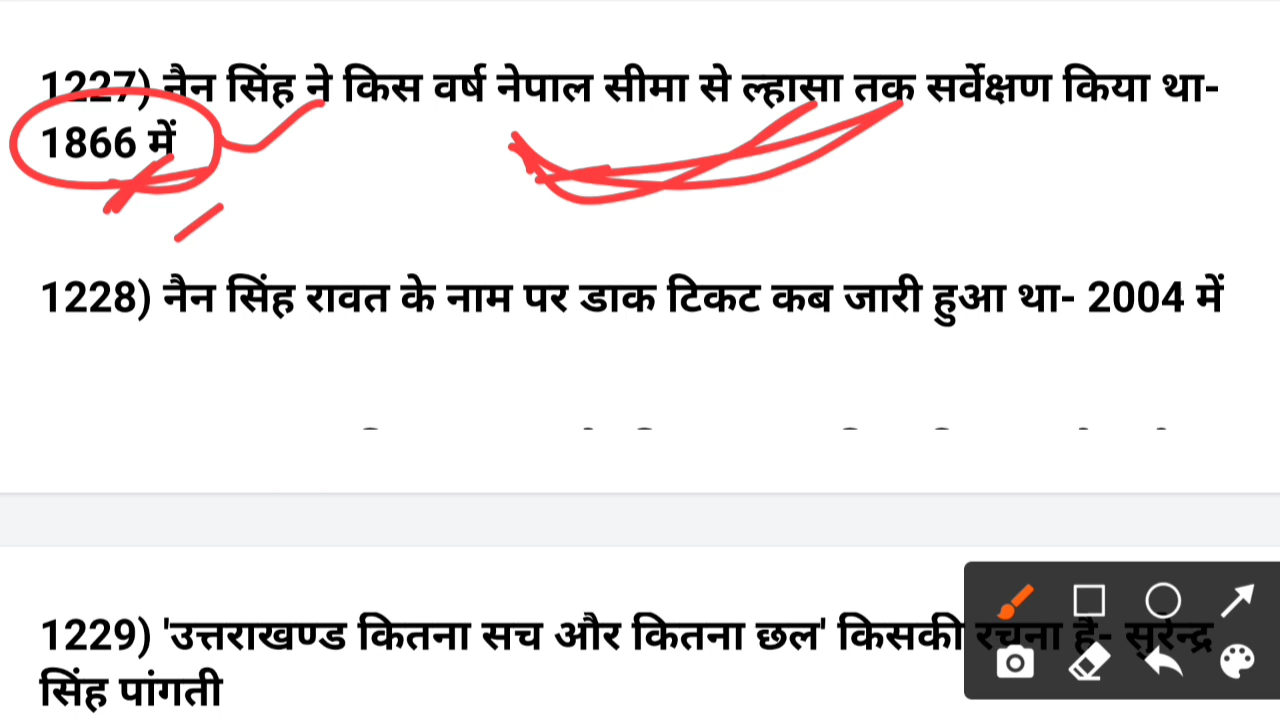 1227) नैन सिंह ने किस वर्ष नेपाल सीमा से ल्हासा तक सर्वेक्षण किया था-
1866 में
1228) नैन सिंह रावत के नाम पर डाक टिकट कब जारी हुआ था- 2004 में
1229) 'उत्तराखण्ड कितना सच और कितना छल' किसकी रचना है- सुरेन्द्र
सिंह पांगती